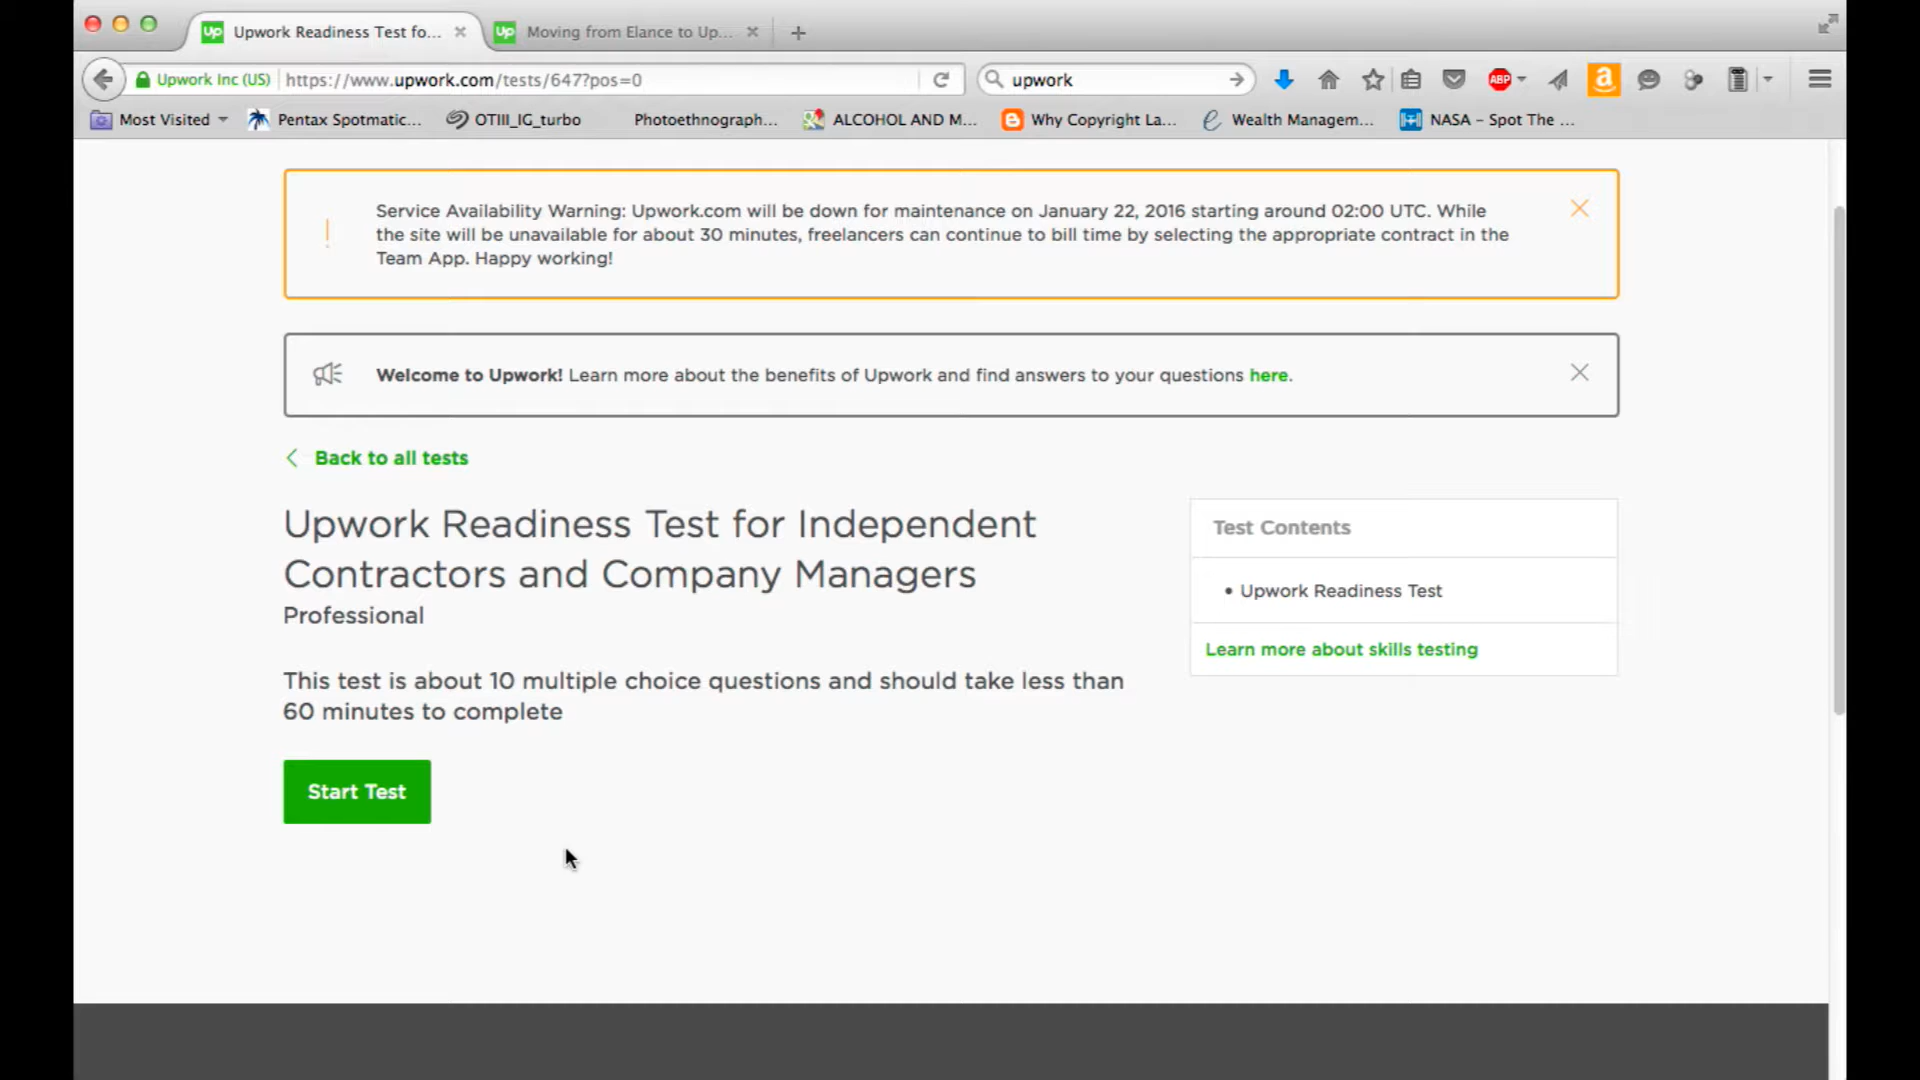 Up Upwork Readiness Test fo...
Up Moving from Elance to Up...
Upwork Inc (US) https://www.upwork.com/tests/647?pos=0
upwork
ABP
a
Most Visited
Pentax Spotmatic...
OTIII_IG_turbo
Photoethnograph...
ALCOHOL AND M...
Why Copyright La...
Wealth Managem...
NASA - Spot The ...
! Service Availability Warning: Upwork.com will be down for maintenance on January 22, 2016 starting around 02:00 UTC. While
the site will be unavailable for about 30 minutes, freelancers can continue to bill time by selecting the appropriate contract in the
Team App. Happy working!
Welcome to Upwork! Learn more about the benefits of Upwork and find answers to your questions here.
Back to all tests
Upwork Readiness Test for Independent
Contractors and Company Managers
Professional
This test is about 10 multiple choice questions and should take less than
60 minutes to complete
Start Test
Test Contents
• Upwork Readiness Test
Learn more about skills testing